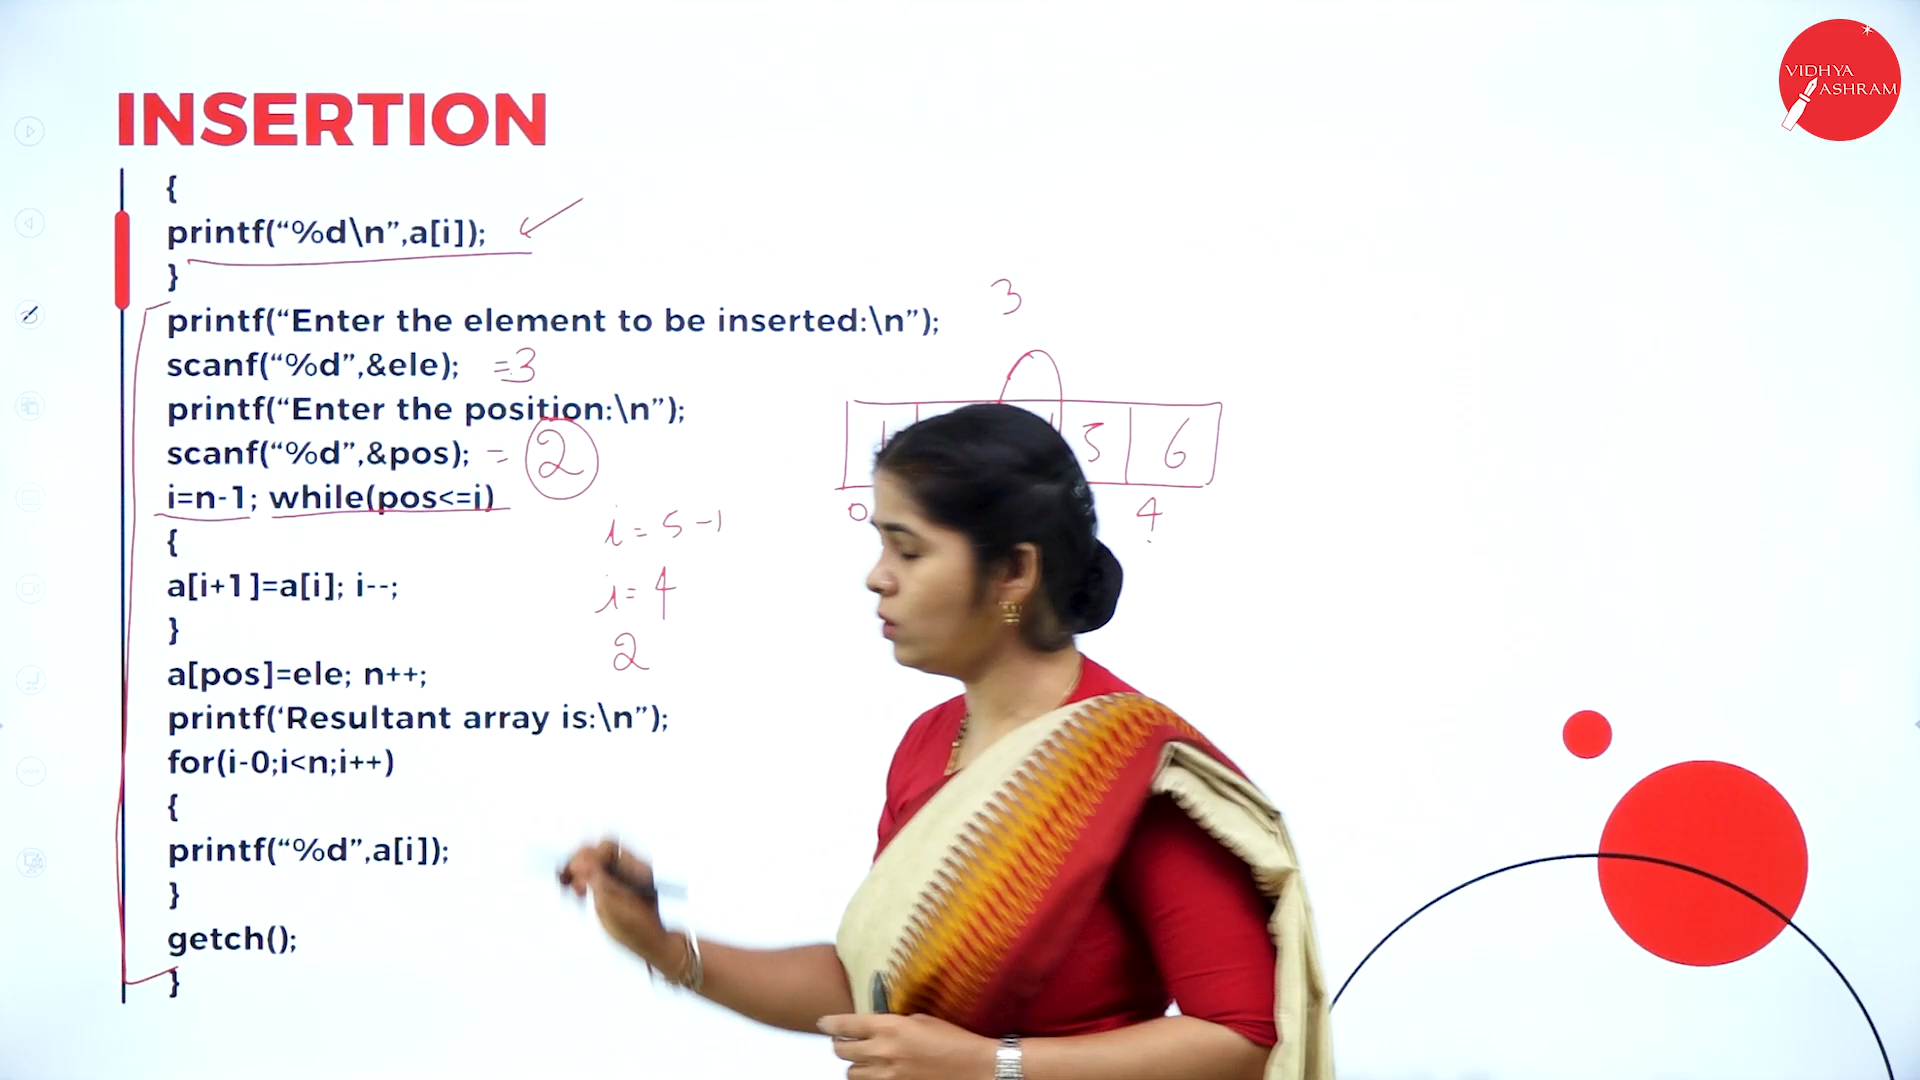 VIDHYA
ASHRAM
INSERTION
{
printf(“%d\n”,a[i]);
}
printf(“Enter the element to be inserted:\n”);
3
scanf(“%d”,&ele); =3
printf(“Enter the position:\n”);
scanf(“%d”,&pos); = 2
i=n-1; while(pos<=i)
{
a[i+1]=a[i]; i--;
}
a[pos]=ele; n++;
printf(‘Resultant array is:\n”);
for(i-0;i<n;i++)
{
printf(“%d”,a[i]);
}
getch();
}
i = 5 -1
i = 4
2
6
0 4